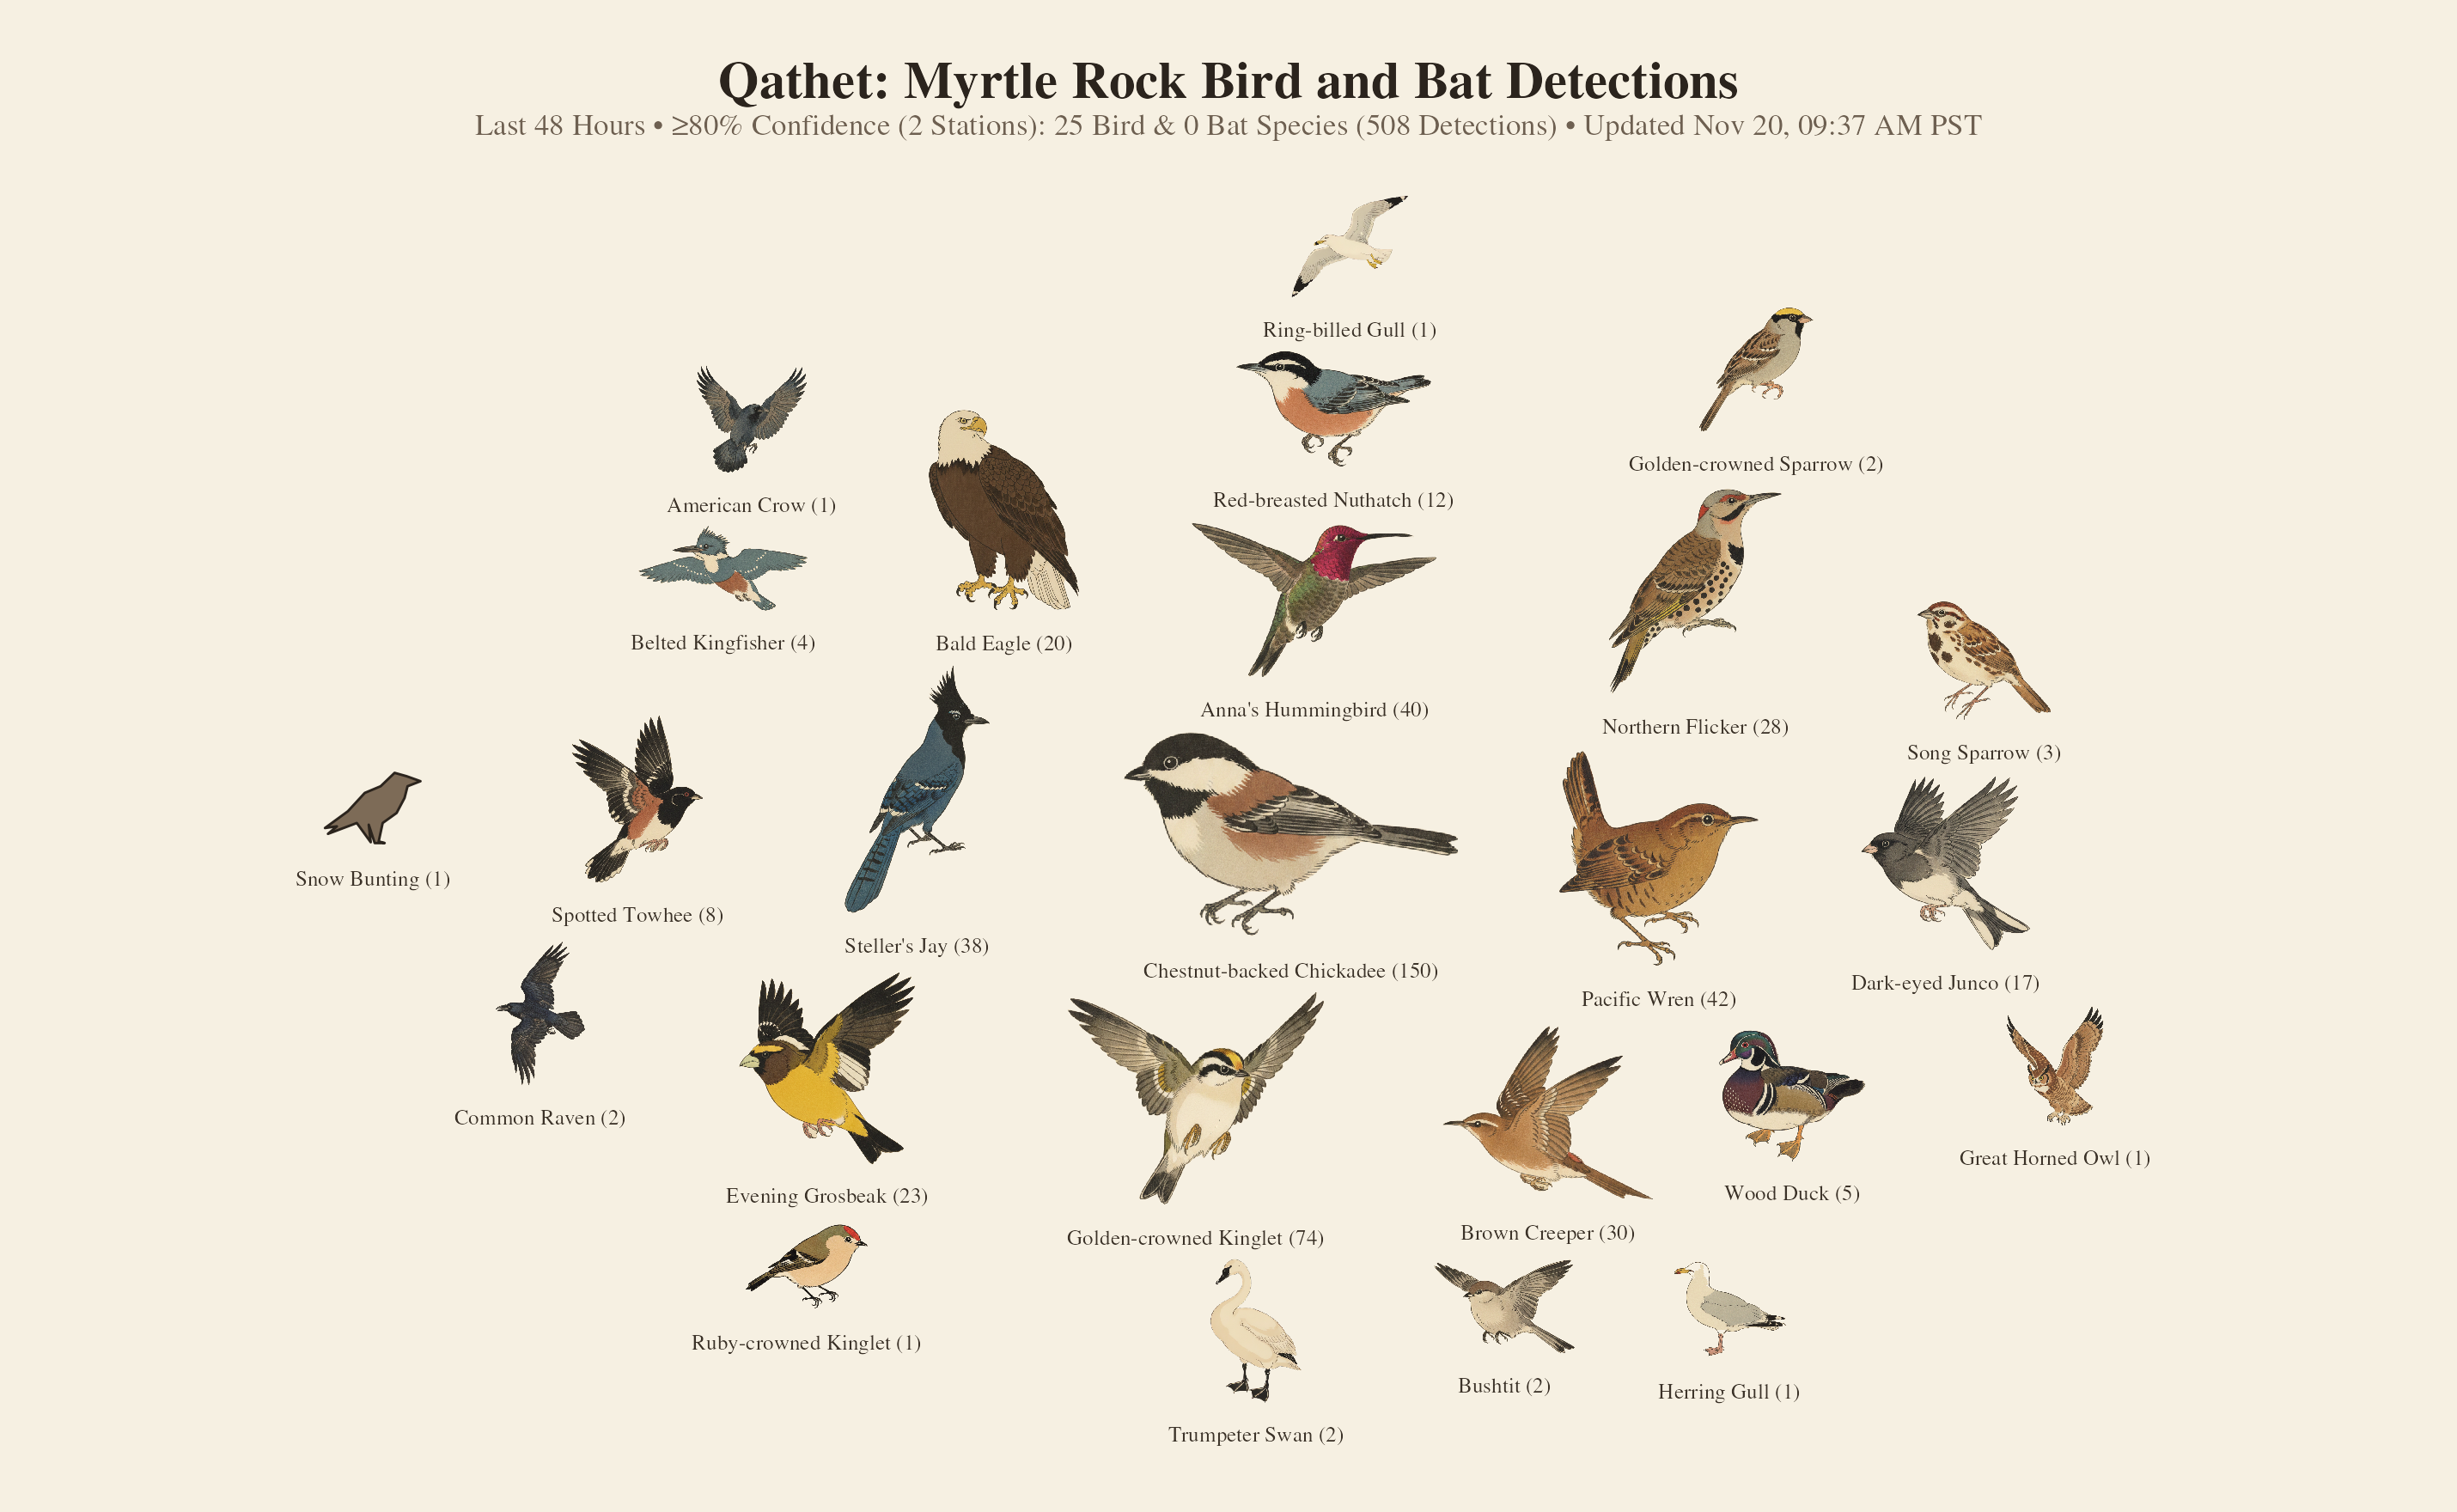 Qathet: Myrtle Rock Bird and Bat Detections
Last 48 Hours • ≥80% Confidence (2 Stations): 25 Bird & 0 Bat Species (508 Detections) • Updated Nov 20, 09:37 AM PST
Ring-billed Gull (1)
Golden-crowned Sparrow (2)
American Crow (1)
Red-breasted Nuthatch (12)
Belted Kingfisher (4)
Bald Eagle (20)
Anna's Hummingbird (40)
Northern Flicker (28)
Song Sparrow (3)
Snow Bunting (1)
Spotted Towhee (8)
Steller's Jay (38)
Chestnut-backed Chickadee (150)
Pacific Wren (42)
Dark-eyed Junco (17)
Common Raven (2)
Evening Grosbeak (23)
Golden-crowned Kinglet (74)
Brown Creeper (30)
Wood Duck (5)
Great Horned Owl (1)
Ruby-crowned Kinglet (1)
Trumpeter Swan (2)
Bushtit (2)
Herring Gull (1)